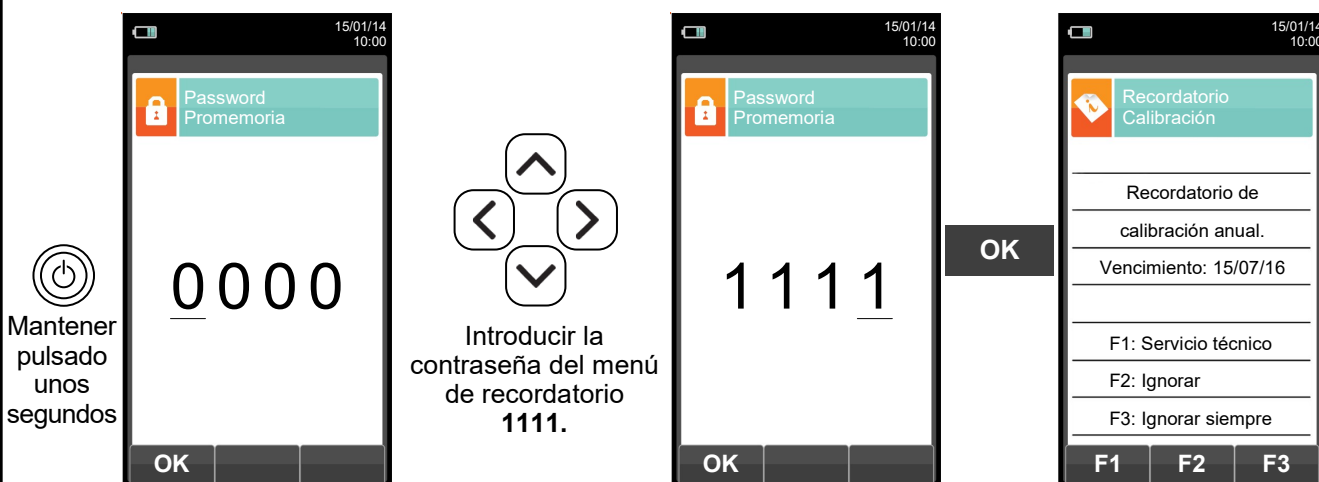 Mantener
pulsado
unos
segundos
15/01/14
10:00
Password
Promemoria
0000
OK
Introducir la
contraseña del menú
de recordatorio
1111.
15/01/14
10:00
Password
Promemoria
1111
OK
OK
15/01/14
10:00
Recordatorio
Calibración
Recordatorio de
calibración anual.
Vencimiento: 15/07/16
F1: Servicio técnico
F2: Ignorar
F3: Ignorar siempre
F1 F2 F3